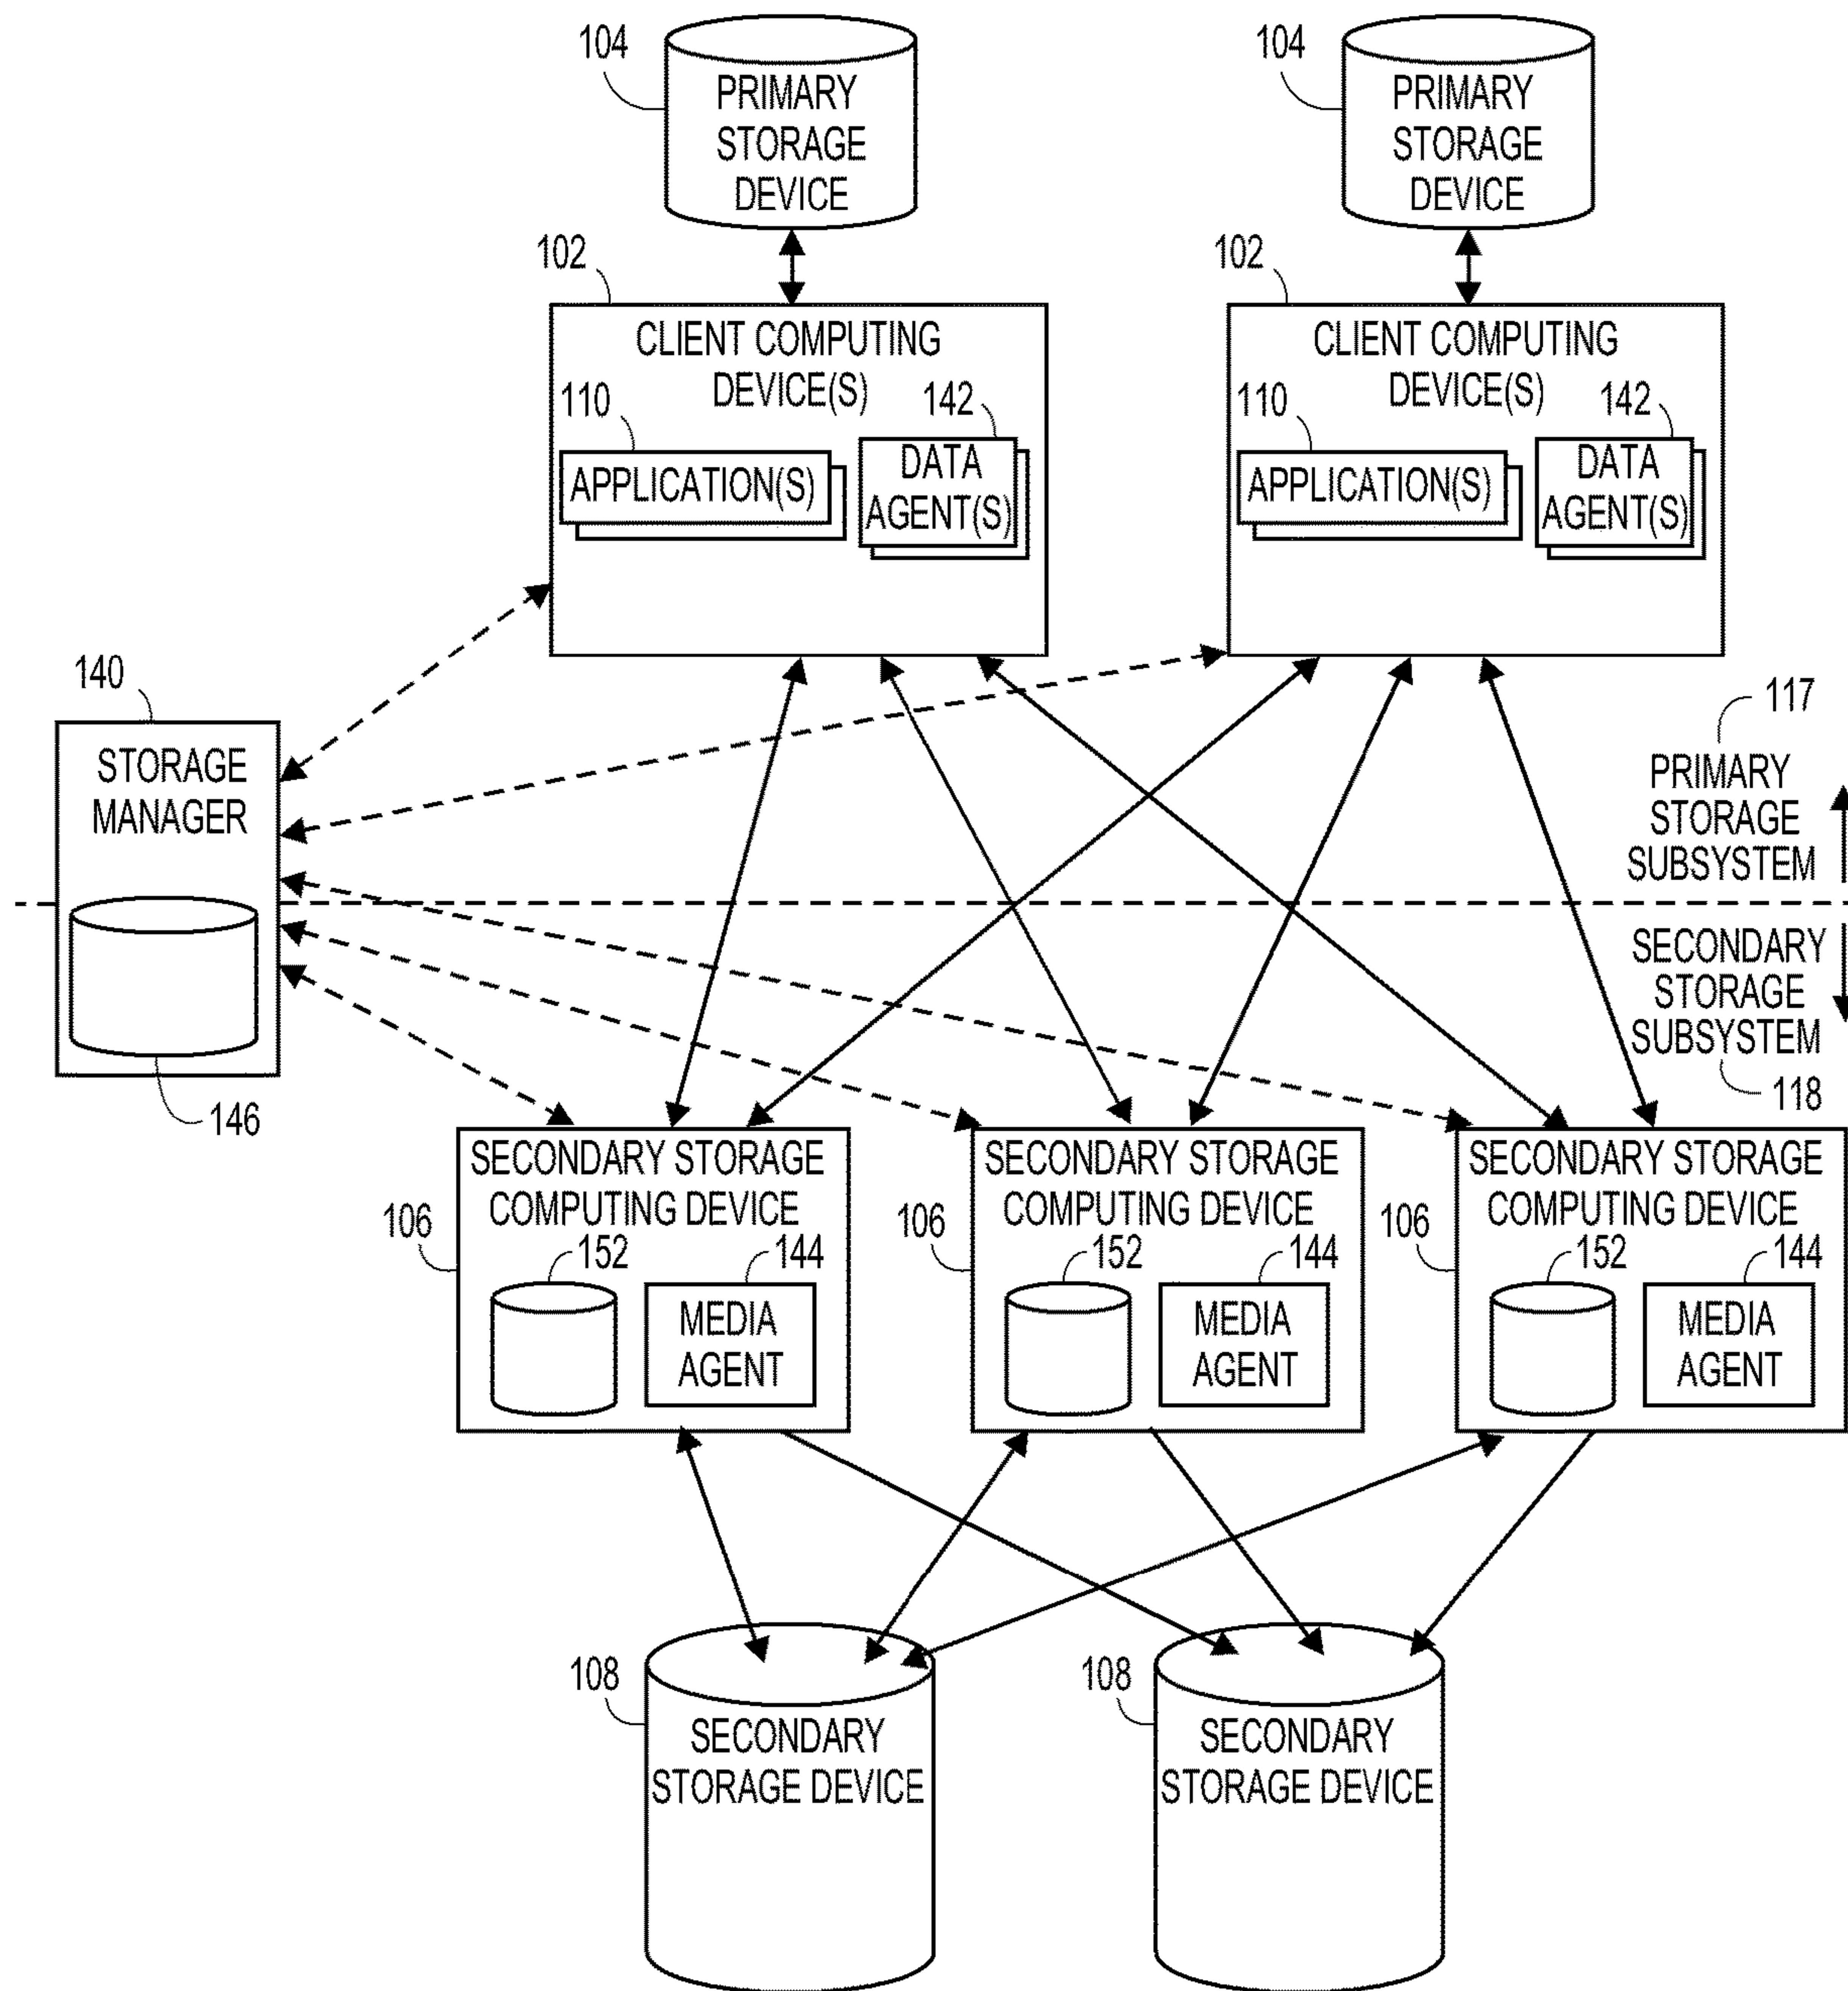 104
PRIMARY
STORAGE
DEVICE
104
PRIMARY
STORAGE
DEVICE
102
CLIENT COMPUTING
DEVICE(S)
110
142
APPLICATION(S)
DATA
AGENT(S)
102
CLIENT COMPUTING
DEVICE(S)
110
142
APPLICATION(S)
DATA
AGENT(S)
140
STORAGE
MANAGER
146
117
PRIMARY
STORAGE
SUBSYSTEM
SECONDARY
STORAGE
SUBSYSTEM
118
SECONDARY STORAGE
COMPUTING DEVICE
106
152
144
MEDIA
AGENT
SECONDARY STORAGE
COMPUTING DEVICE
106
152
144
MEDIA
AGENT
SECONDARY STORAGE
COMPUTING DEVICE
106
152
144
MEDIA
AGENT
108
SECONDARY
STORAGE DEVICE
108
SECONDARY
STORAGE DEVICE